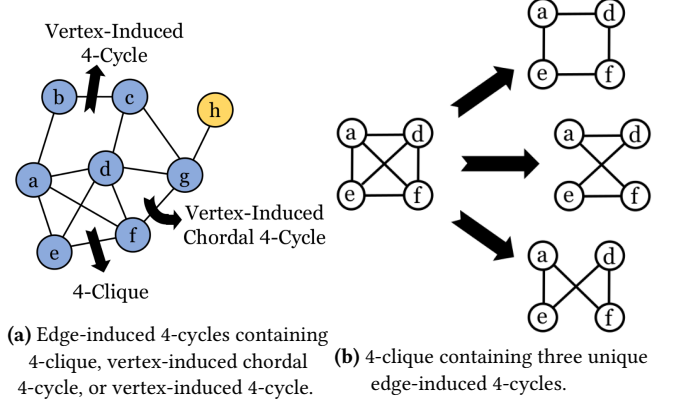 Vertex-Induced
4-Cycle
b
c
h
a
d
g
e
f
Vertex-Induced
Chordal 4-Cycle
4-Clique
(a) Edge-induced 4-cycles containing
4-clique, vertex-induced chordal
4-cycle, or vertex-induced 4-cycle.
a d
e f
a d
e f
a d
e f
a d
e f
(b) 4-clique containing three unique
edge-induced 4-cycles.